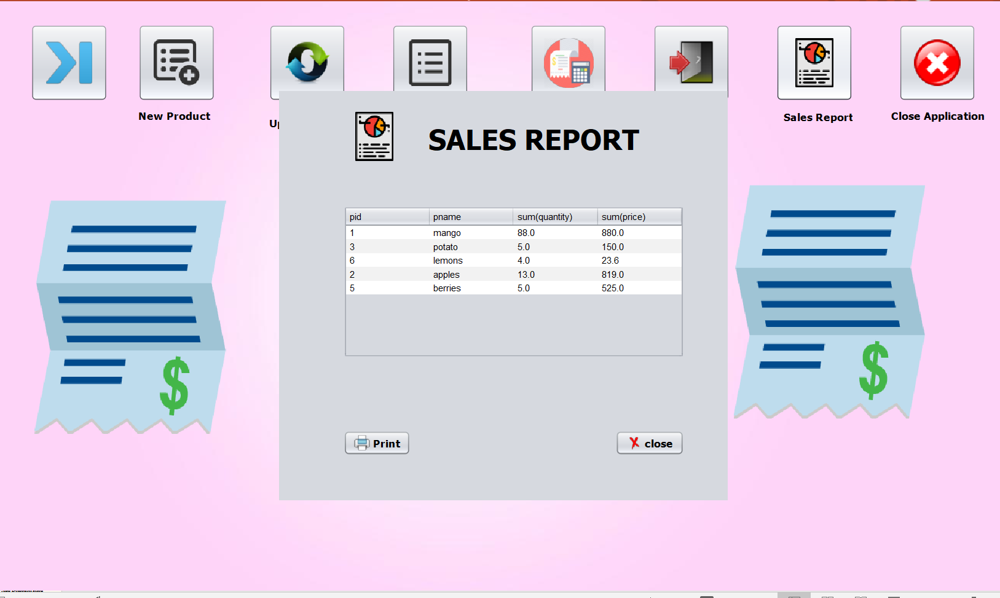 New Product
Up
Sales Report
Close Application
SALES REPORT
pid pname sum(quantity) sum(price)
1 mango 88.0 880.0
3 potato 5.0 150.0
6 lemons 4.0 23.6
2 apples 13.0 819.0
5 berries 5.0 525.0
Print
close